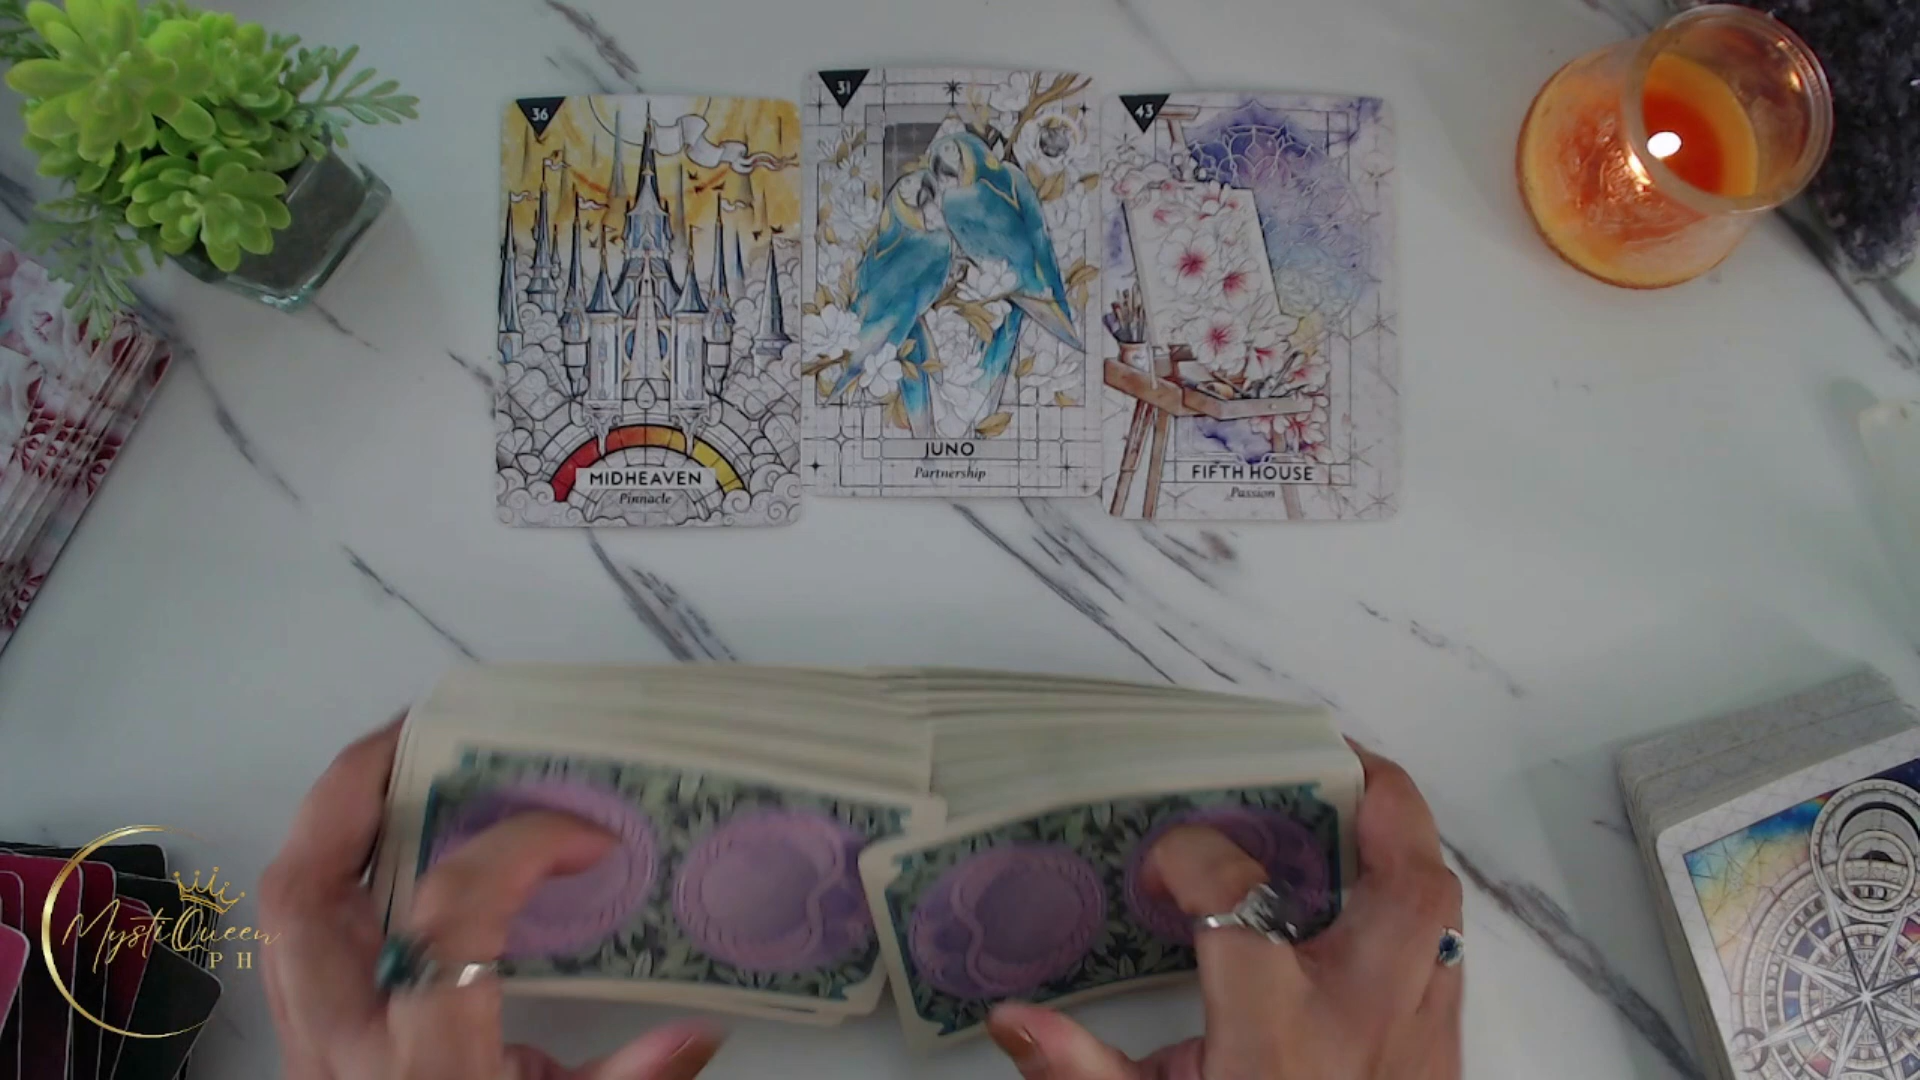 36
MIDHEAVEN
Pinnacle
31
JUNO
Partnership
43
FIFTH HOUSE
Passion
MystiQueen
PH